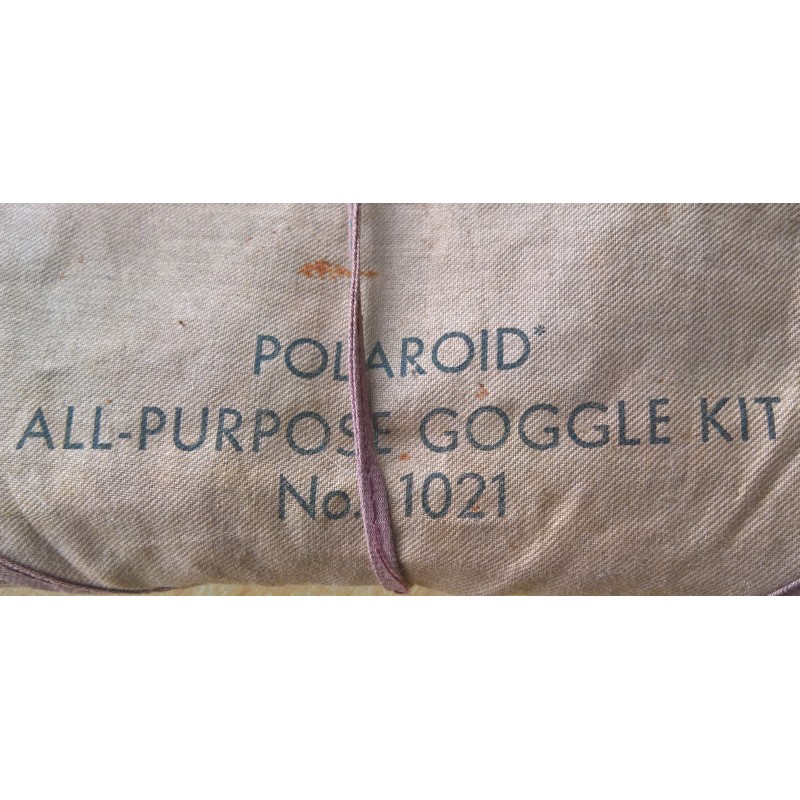 POLAROID*
ALL-PURPOSE GOGGLE KIT
No. 1021